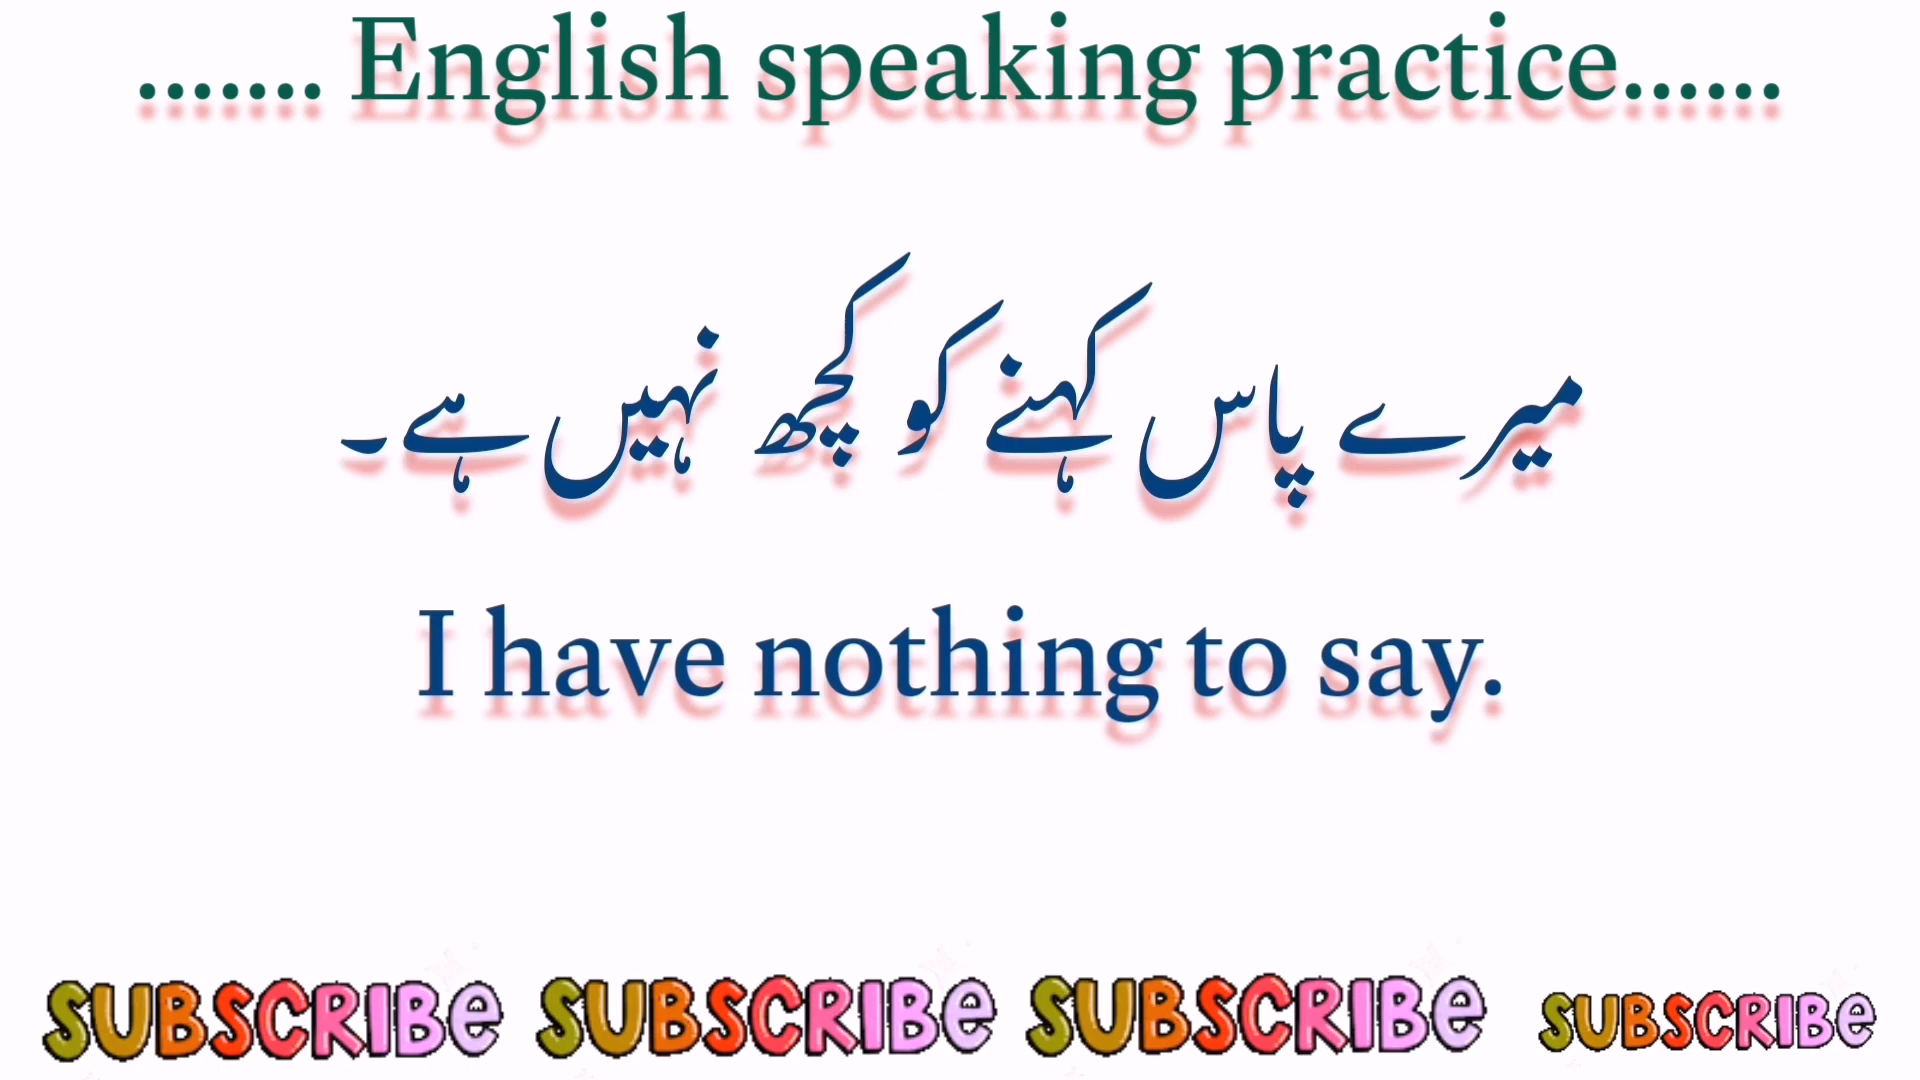 ....... English speaking practice......
میرے پاس کہنے کو کچھ نہیں ہے۔
I have nothing to say.
SUBSCRIBe SUBSCRIBe SUBSCRIBe SUBSCRIBe